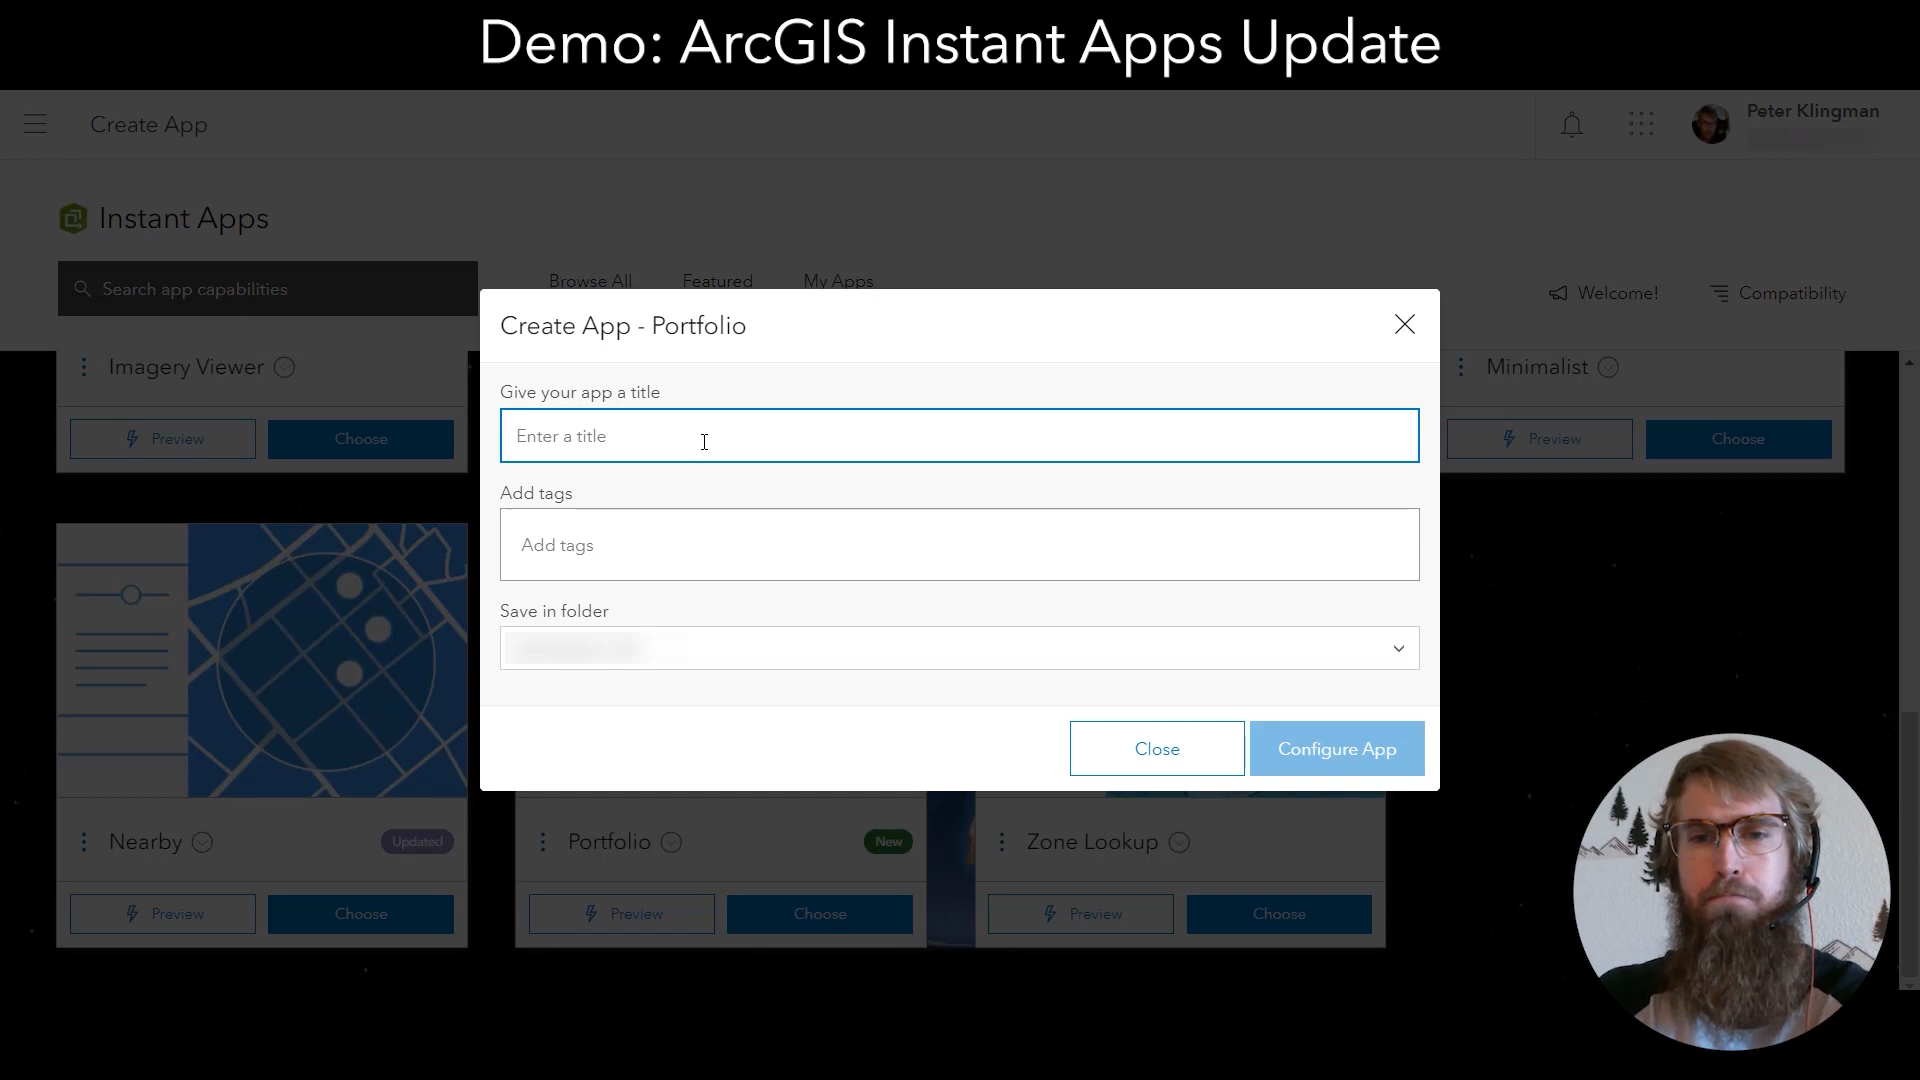 Demo: ArcGIS Instant Apps Update
Create App
Peter Klingman
Instant Apps
Search app capabilities
Browse All
Featured
My Apps
Welcome!
Compatibility
Create App - Portfolio
Give your app a title
Enter a title
Add tags
Add tags
Save in folder
Close
Configure App
Imagery Viewer
Preview
Choose
Minimalist
Preview
Choose
Nearby
Updated
Preview
Choose
Portfolio
New
Preview
Choose
Zone Lookup
Preview
Choose